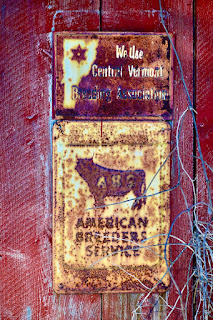 We Use
Central Vermont
Breeding Association
ABS
AMERICAN
BREEDERS
SERVICE